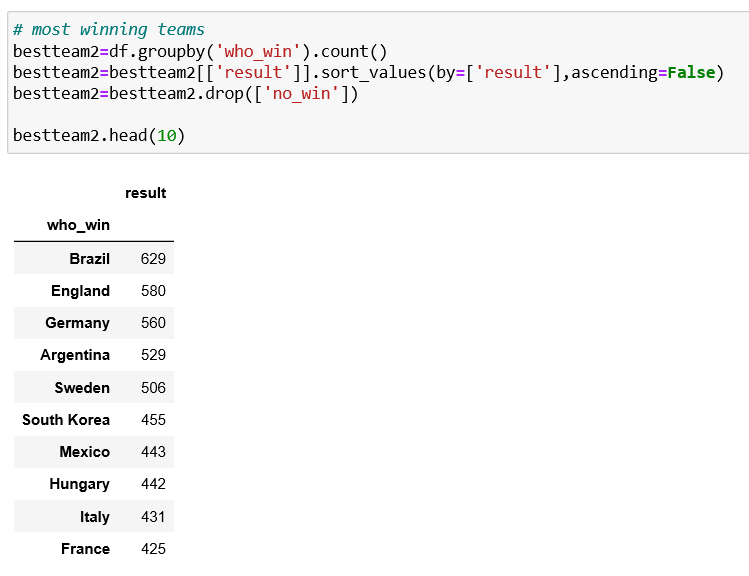 # most winning teams
bestteam2=df.groupby('who_win').count()
bestteam2=bestteam2[['result']].sort_values(by=['result'],ascending=False)
bestteam2=bestteam2.drop(['no_win'])
bestteam2.head(10)
result
who_win
Brazil 629
England 580
Germany 560
Argentina 529
Sweden 506
South Korea 455
Mexico 443
Hungary 442
Italy 431
France 425